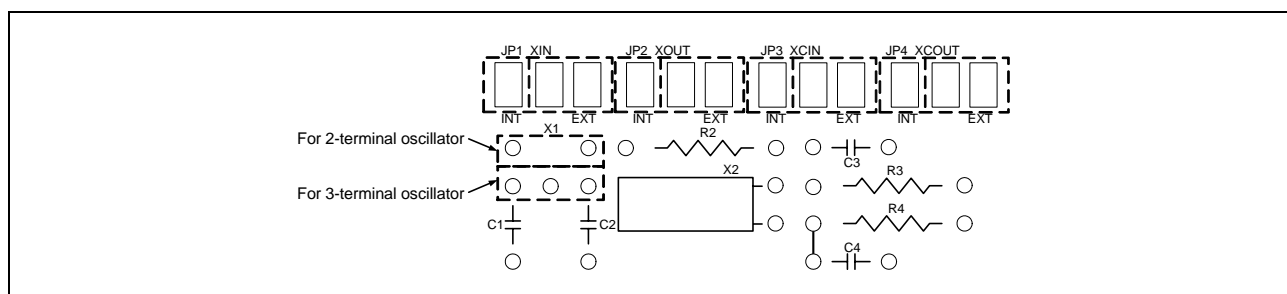 JP1 XIN JP2 XOUT JP3 XCIN JP4 XCOUT
INT EXT INT EXT INT EXT INT EXT
X1
For 2-terminal oscillator
R2
C3
X2
R3
For 3-terminal oscillator
C1
C2
R4
C4